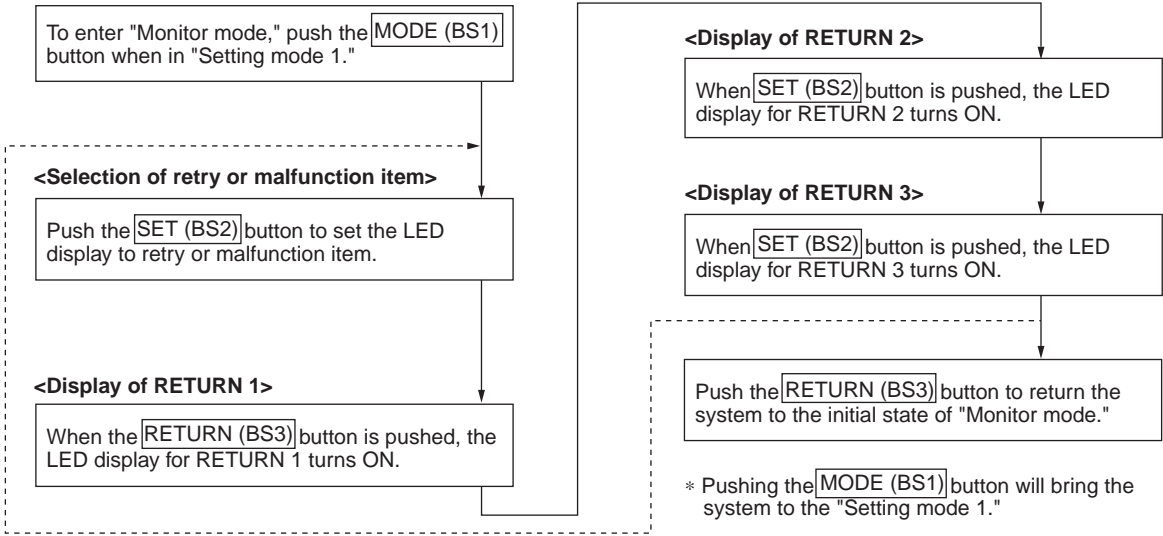 To enter "Monitor mode," push the MODE (BS1)
button when in "Setting mode 1."
<Selection of retry or malfunction item>
Push the SET (BS2) button to set the LED
display to retry or malfunction item.
<Display of RETURN 1>
When the RETURN (BS3) button is pushed, the
LED display for RETURN 1 turns ON.
<Display of RETURN 2>
When SET (BS2) button is pushed, the LED
display for RETURN 2 turns ON.
<Display of RETURN 3>
When SET (BS2) button is pushed, the LED
display for RETURN 3 turns ON.
Push the RETURN (BS3) button to return the
system to the initial state of "Monitor mode."
* Pushing the MODE (BS1) button will bring the
system to the "Setting mode 1."